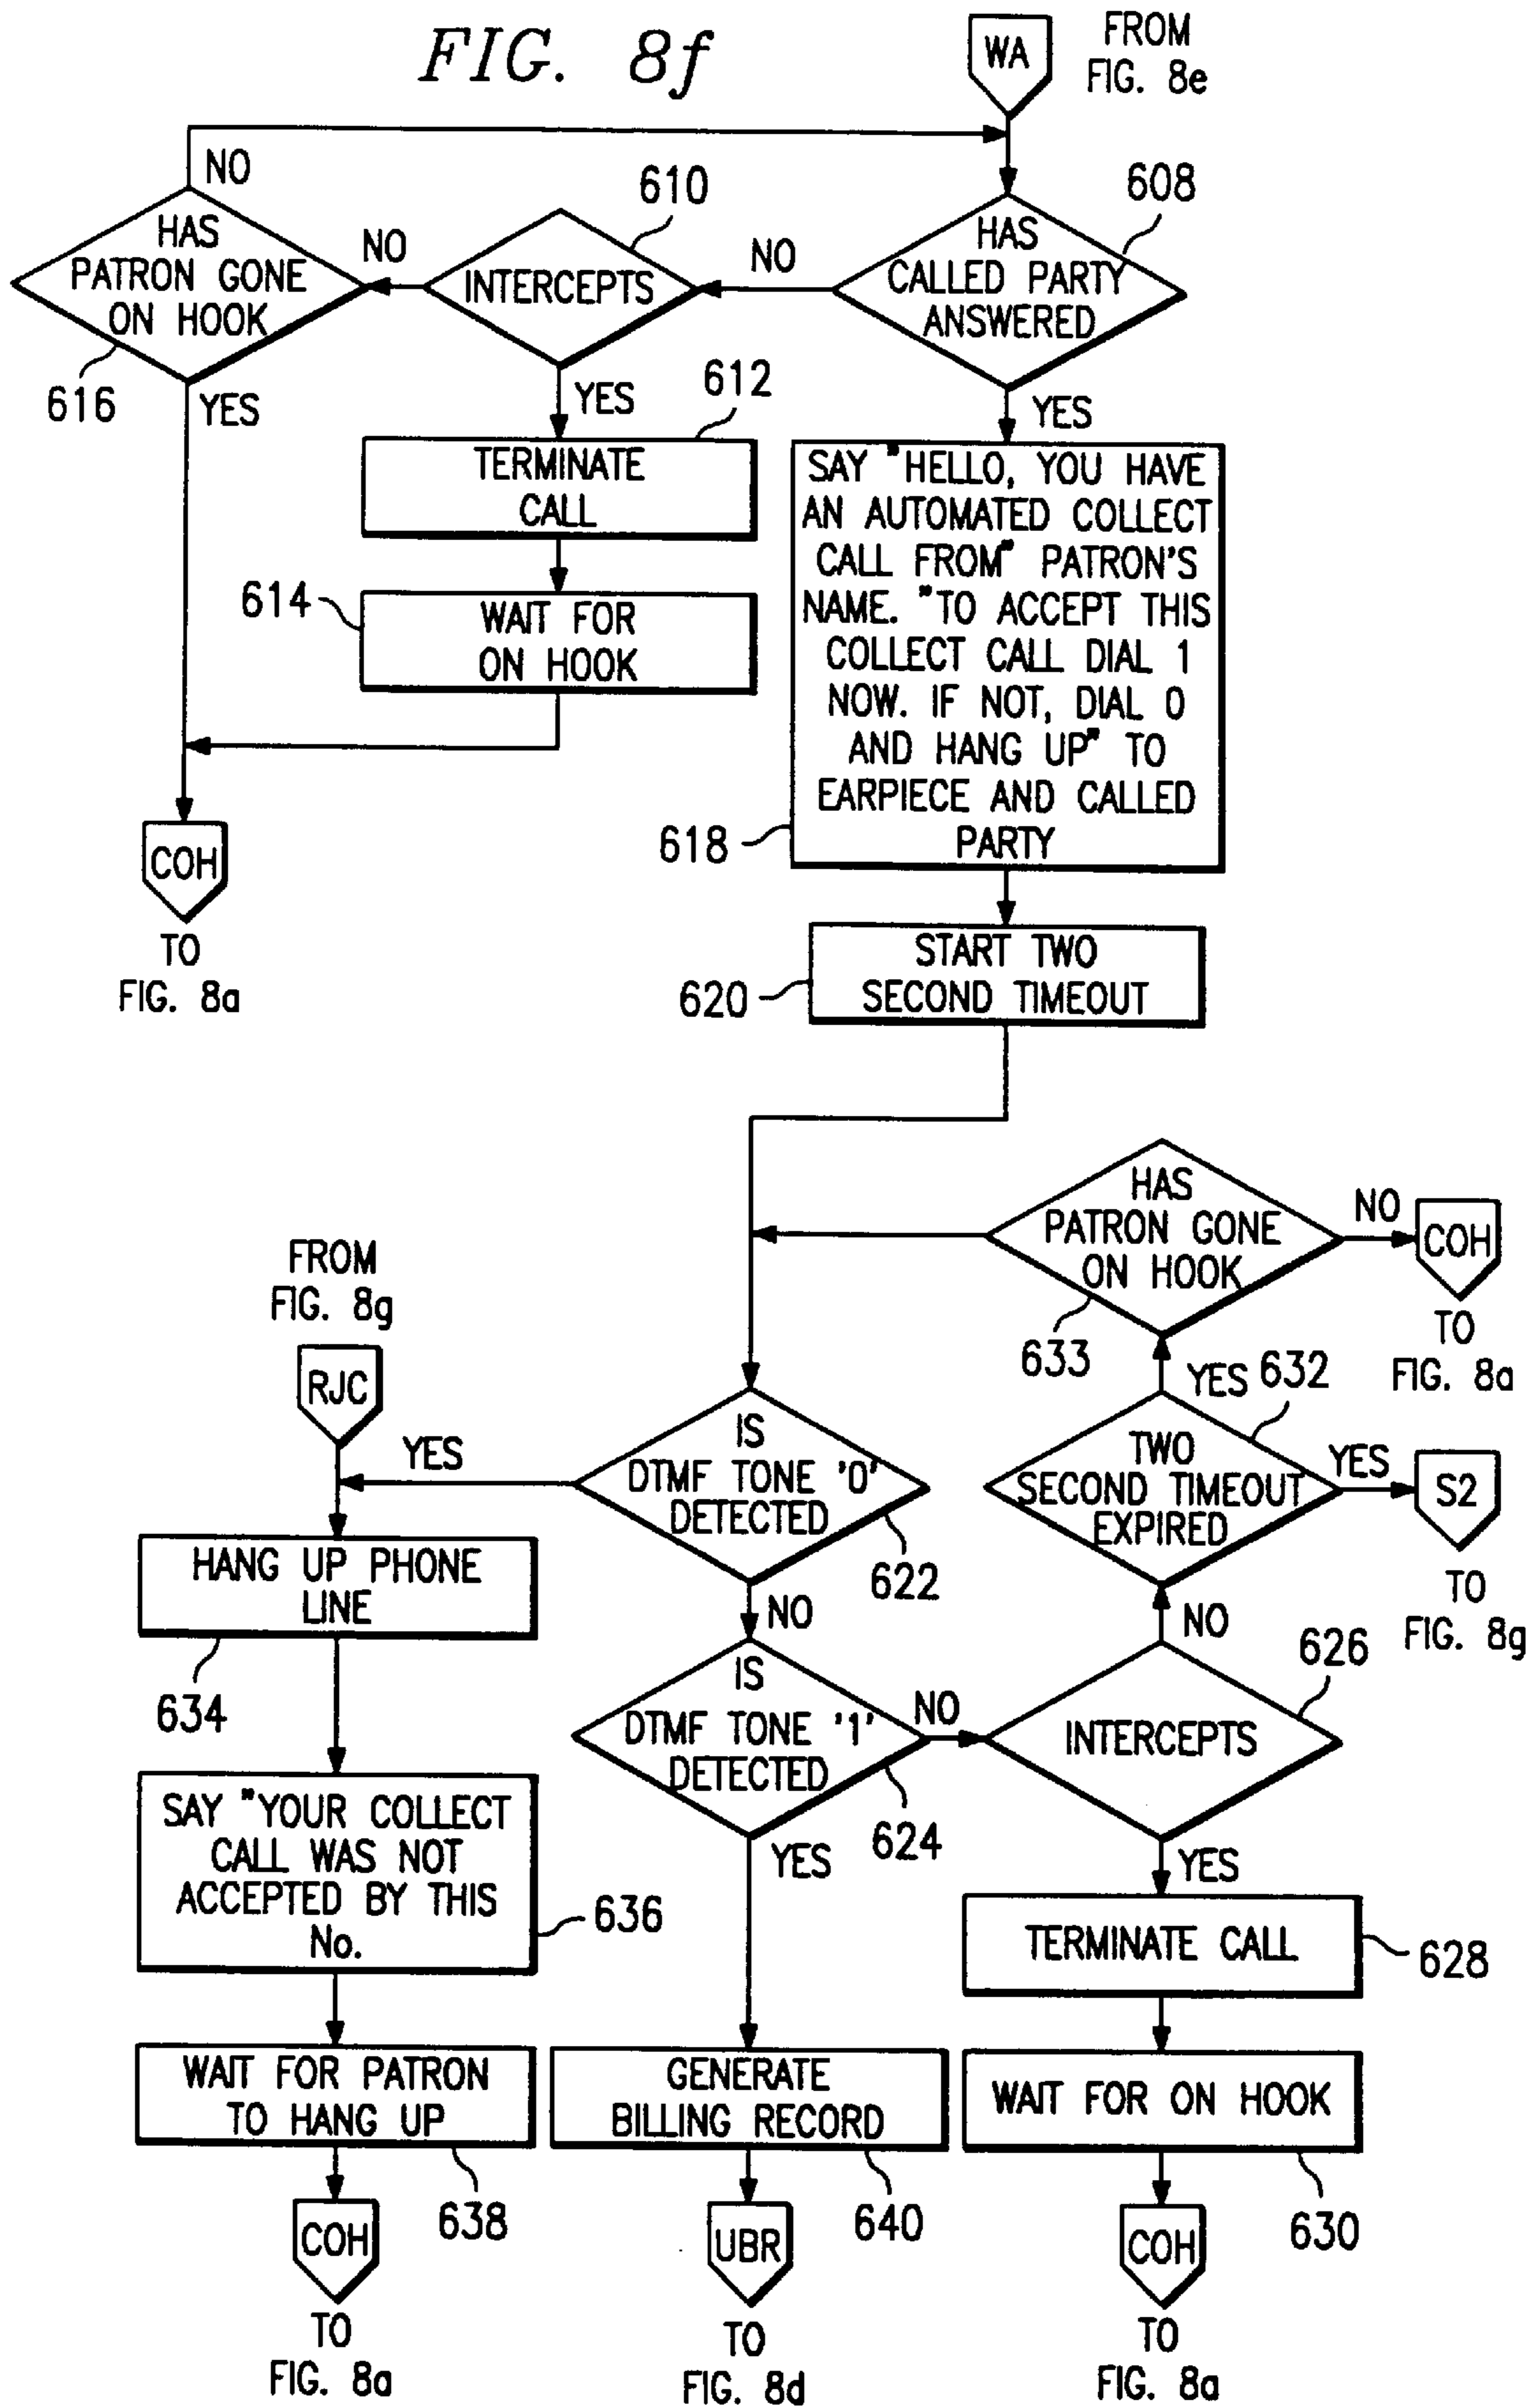 FIG. 8f
WA
FROM
FIG. 8e
NO
610
608
HAS
PATRON GONE
ON HOOK
NO
INTERCEPTS
NO
HAS
CALLED PARTY
ANSWERED
616
YES
YES
612
YES
TERMINATE
CALL
614
WAIT FOR
ON HOOK
SAY "HELLO, YOU HAVE
AN AUTOMATED COLLECT
CALL FROM" PATRON'S
NAME. "TO ACCEPT THIS
COLLECT CALL DIAL 1
NOW. IF NOT, DIAL 0
AND HANG UP" TO
EARPIECE AND CALLED
PARTY
618
COH
TO
FIG. 8a
START TWO
SECOND TIMEOUT
620
HAS
PATRON GONE
ON HOOK
NO
COH
TO
FIG. 8a
633
FROM
FIG. 8g
RJC
YES
YES
632
IS
DTMF TONE '0'
DETECTED
TWO
SECOND TIMEOUT
EXPIRED
YES
S2
TO
FIG. 8g
HANG UP PHONE
LINE
622
NO
NO
626
634
IS
DTMF TONE '1'
DETECTED
NO
INTERCEPTS
624
YES
YES
SAY "YOUR COLLECT
CALL WAS NOT
ACCEPTED BY THIS
No.
636
TERMINATE CALL
628
WAIT FOR PATRON
TO HANG UP
GENERATE
BILLING RECORD
WAIT FOR ON HOOK
COH
638
UBR
640
COH
630
TO
FIG. 8a
TO
FIG. 8d
TO
FIG. 8a